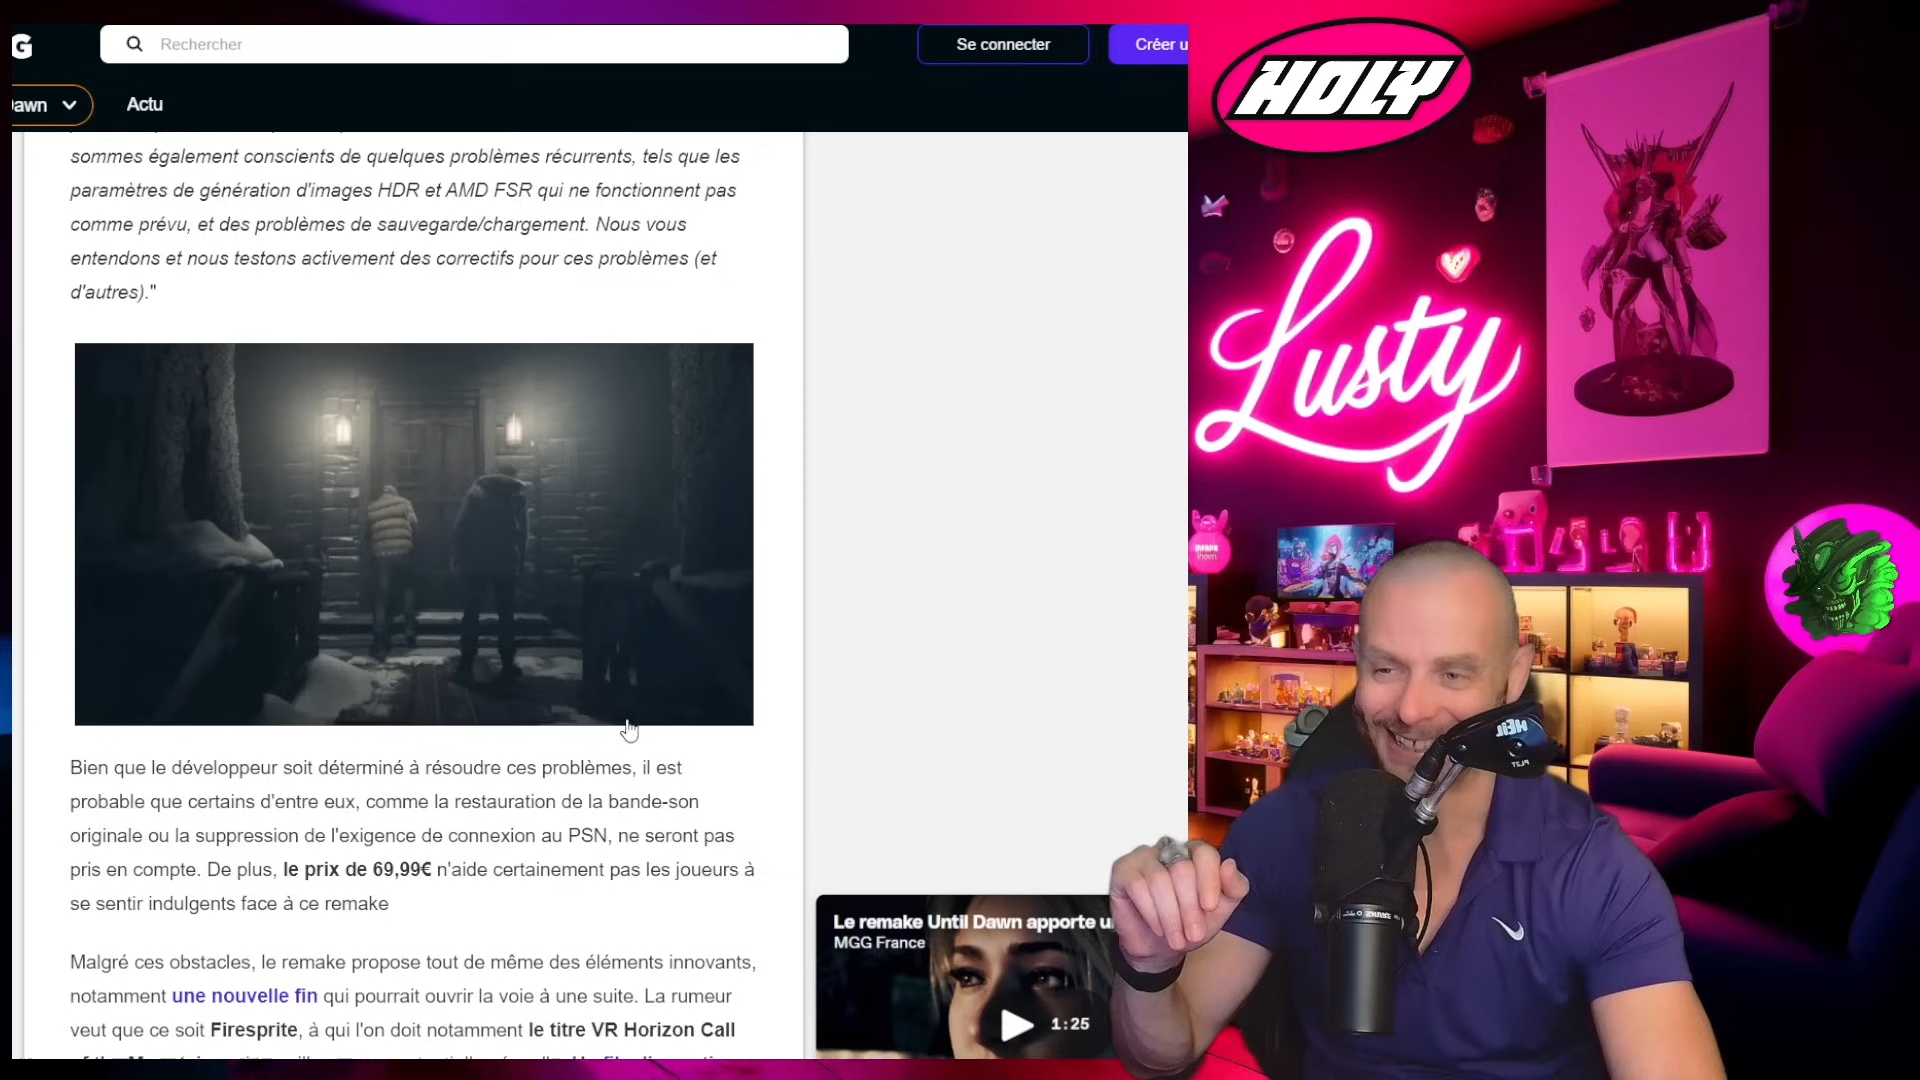 G
Rechercher
Se connecter
Créer u
Dawn
Actu
sommes également conscients de quelques problèmes récurrents, tels que les
paramètres de génération d'images HDR et AMD FSR qui ne fonctionnent pas
comme prévu, et des problèmes de sauvegarde/chargement. Nous vous
entendons et nous testons activement des correctifs pour ces problèmes (et
d'autres)."
Bien que le développeur soit déterminé à résoudre ces problèmes, il est
probable que certains d'entre eux, comme la restauration de la bande-son
originale ou la suppression de l'exigence de connexion au PSN, ne seront pas
pris en compte. De plus, le prix de 69,99€ n'aide certainement pas les joueurs à
se sentir indulgents face à ce remake
Malgré ces obstacles, le remake propose tout de même des éléments innovants,
notamment une nouvelle fin qui pourrait ouvrir la voie à une suite. La rumeur
veut que ce soit Firesprite, à qui l'on doit notamment le titre VR Horizon Call
Le remake Until Dawn apporte u
MGG France
1:25
HOLY
Lusty